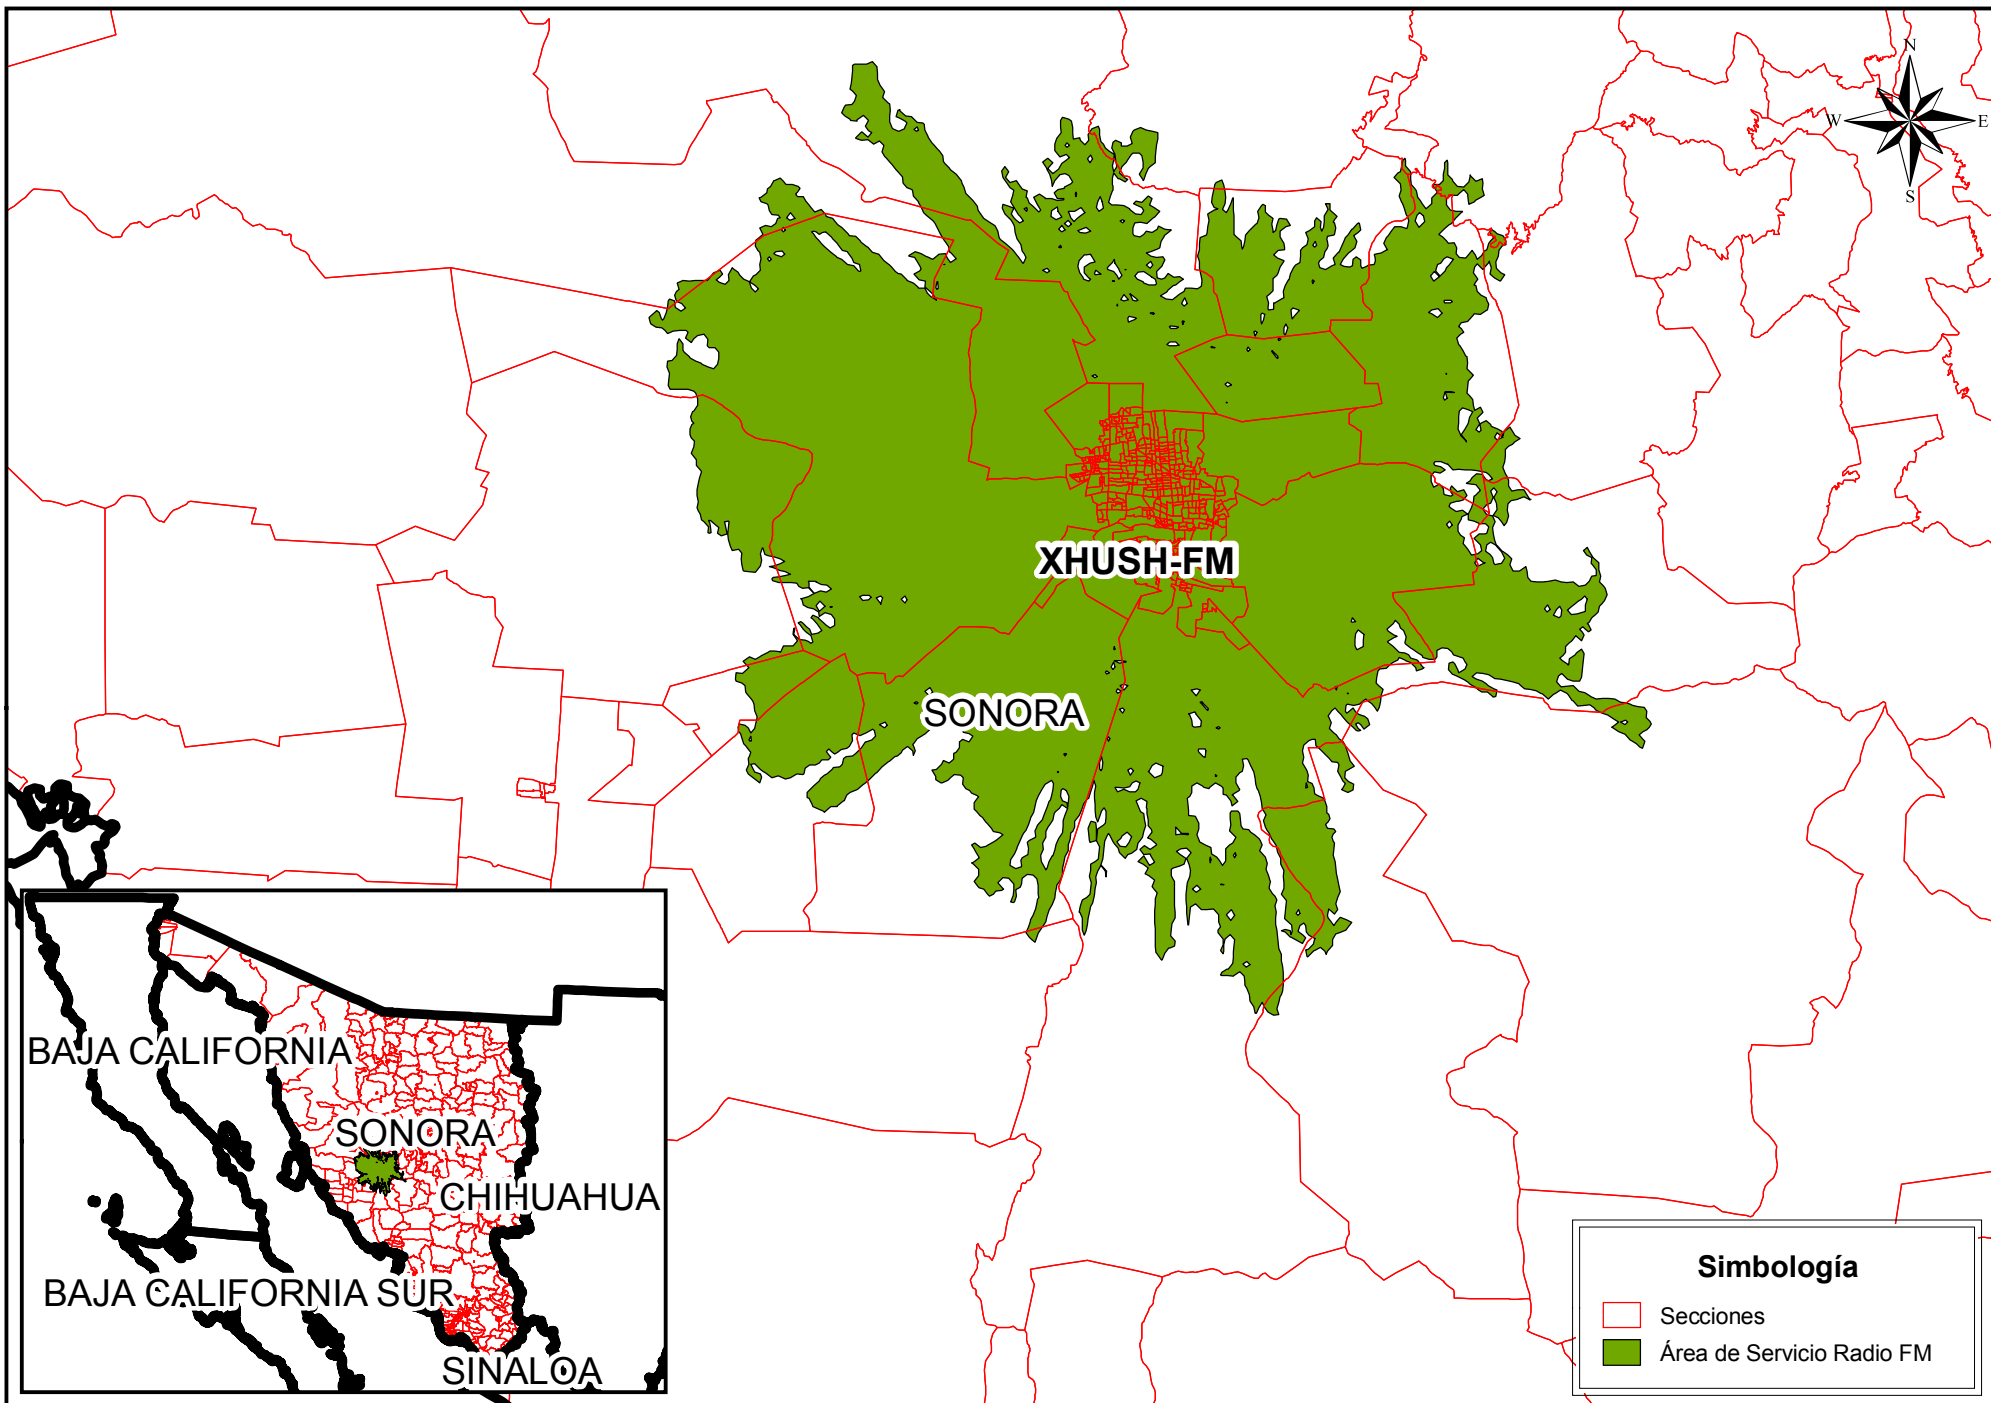 N
W
E
S
XHUSH-FM
SONORA
BAJA CALIFORNIA
SONORA
CHIHUAHUA
BAJA CALIFORNIA SUR
SINALOA
Simbología
Secciones
Área de Servicio Radio FM